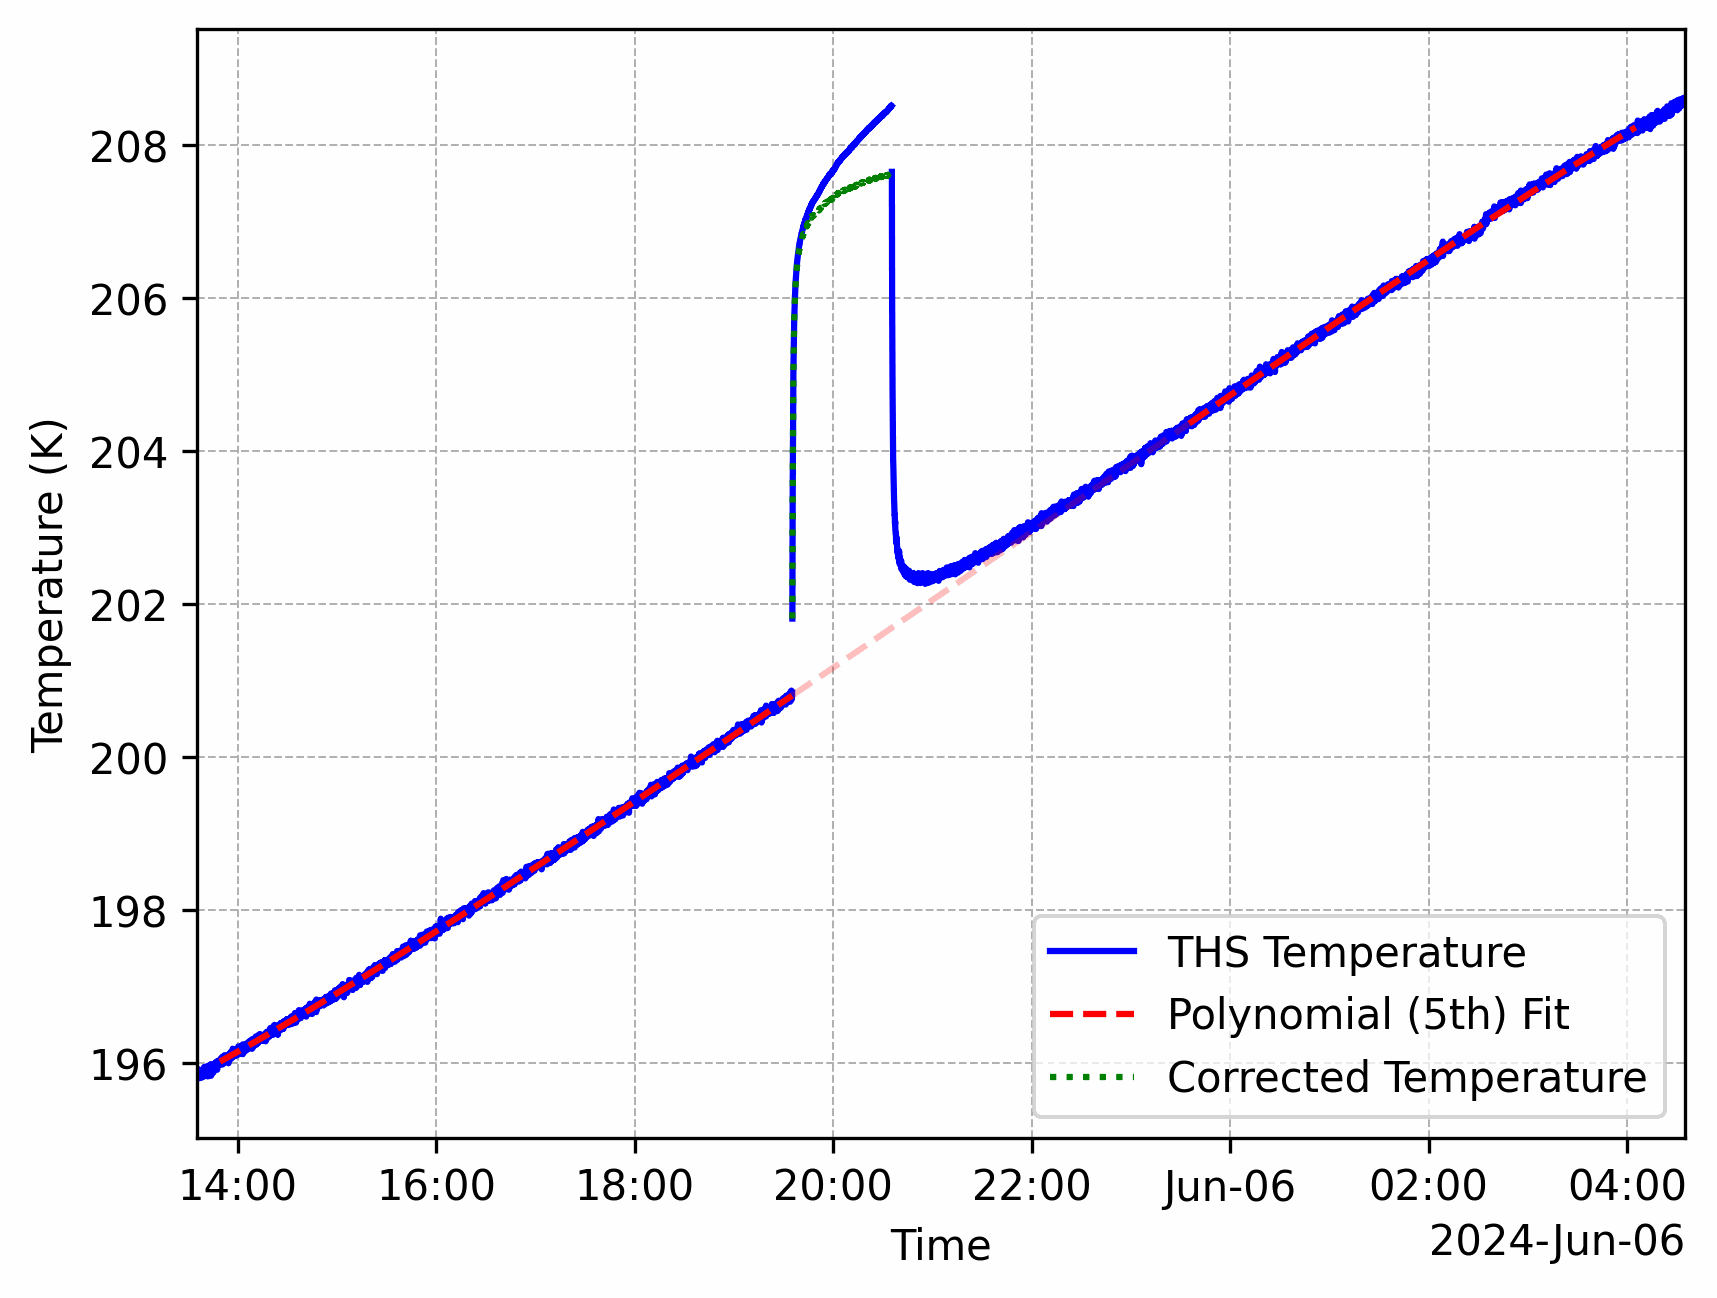 Temperature (K)
208
206
204
202
200
198
196
THS Temperature
Polynomial (5th) Fit
Corrected Temperature
14:00 16:00 18:00 20:00 22:00 Jun-06 02:00 04:00
Time
2024-Jun-06